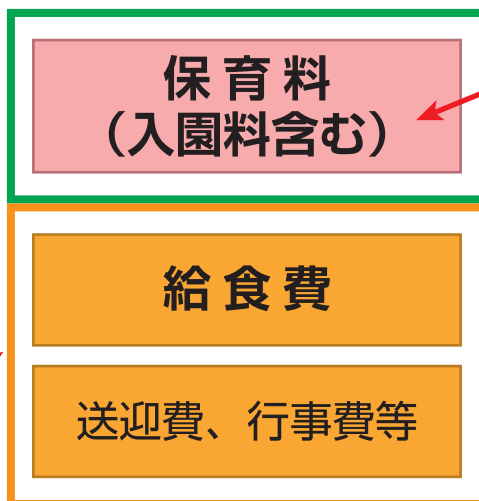 保育料
（入園料含む）
給食費
送迎費、行事費等